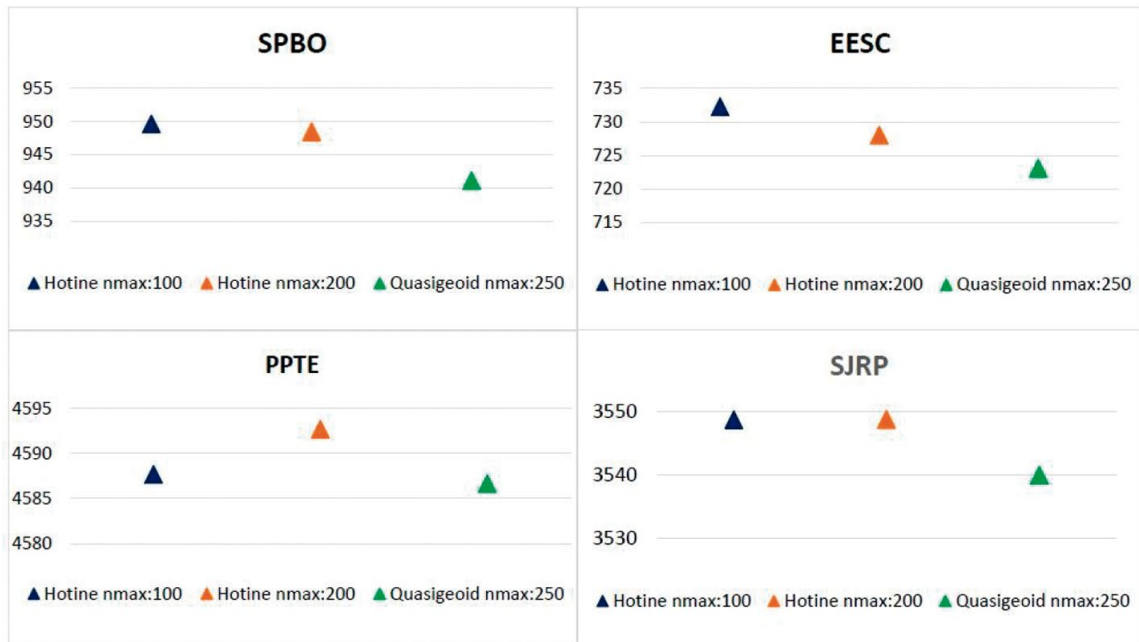 SPBO
955
950
945
940
935
Hotine nmax:100 Hotine nmax:200 Quasigeoid nmax:250
EESC
735
730
725
720
715
Hotine nmax:100 Hotine nmax:200 Quasigeoid nmax:250
PPTE
4595
4590
4585
4580
Hotine nmax:100 Hotine nmax:200 Quasigeoid nmax:250
SJRP
3550
3540
3530
Hotine nmax:100 Hotine nmax:200 Quasigeoid nmax:250